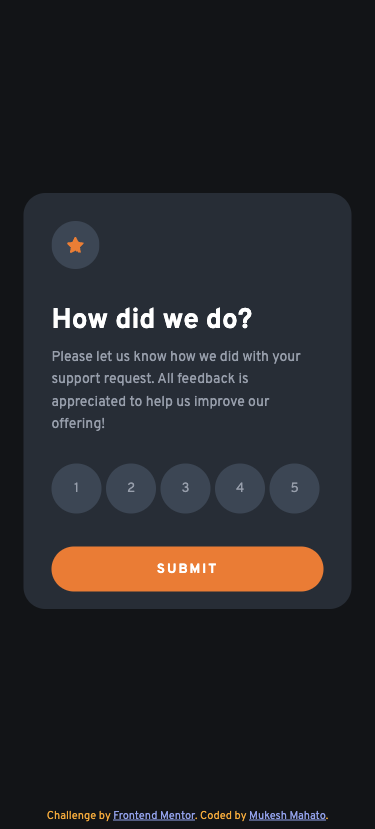 How did we do?
Please let us know how we did with your
support request. All feedback is
appreciated to help us improve our
offering!
1 2 3 4 5
SUBMIT
Challenge by Frontend Mentor. Coded by Mukesh Mahato.